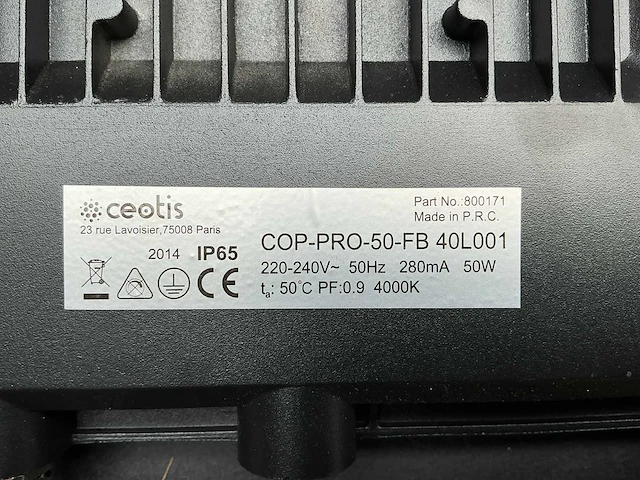 ceotis
23 rue Lavoisier,75008 Paris
Part No.:800171
Made in P.R.C.
2014 IP65
COP-PRO-50-FB 40L001
220-240V~ 50Hz 280mA 50W
ta: 50°C PF:0.9 4000K
CE